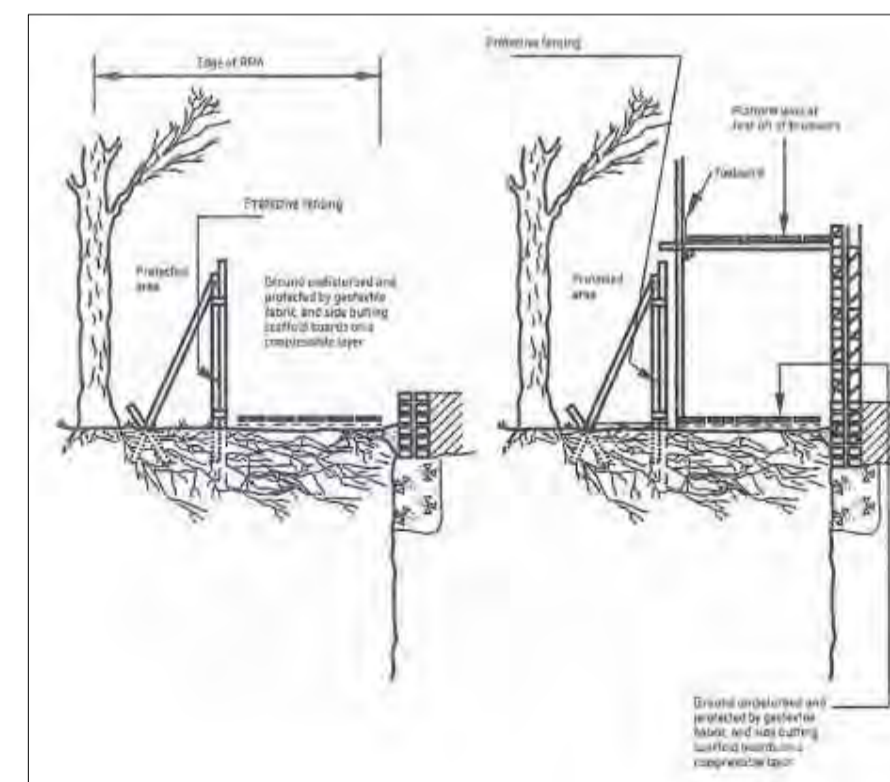 Edge of RPA
Protective fencing
Protected
area
Ground undisturbed and
protected by geotextile
fabric, and side butting
scaffold boards on a
compressible layer
Protective fencing
Platform area at
first lift of brickwork
Protected
area
Ground undisturbed and
protected by geotextile
fabric, and side butting
scaffold boards on a
compressible layer